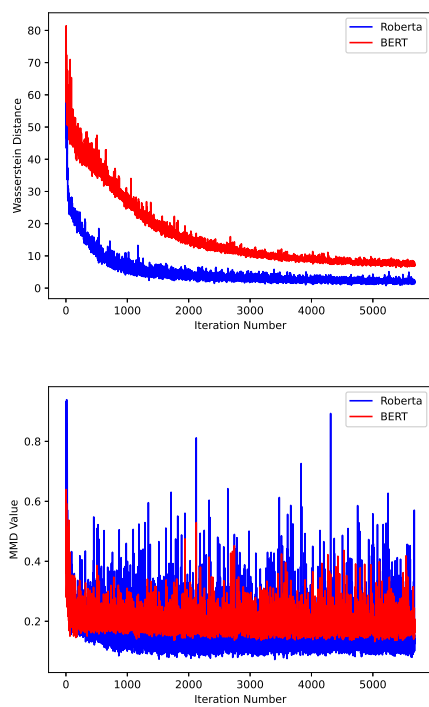 Roberta
BERT
80
70
60
50
40
30
20
10
0
Wasserstein Distance
0 1000 2000 3000 4000 5000
Iteration Number
Roberta
BERT
0.8
0.6
0.4
0.2
MMD Value
0 1000 2000 3000 4000 5000
Iteration Number